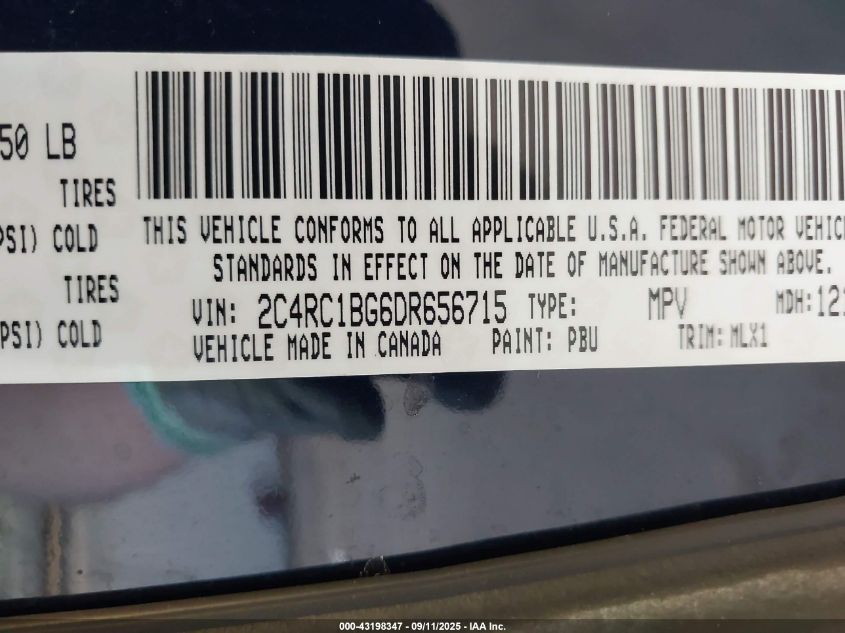 50 LB
TIRES
PSI) COLD
TIRES
PSI) COLD
THIS VEHICLE CONFORMS TO ALL APPLICABLE U.S.A. FEDERAL MOTOR VEHIC
STANDARDS IN EFFECT ON THE DATE OF MANUFACTURE SHOWN ABOVE.
VIN: 2C4RC1BG6DR656715 TYPE: MPV MDH: 121
VEHICLE MADE IN CANADA PAINT: PBU TRIM: MLX1
000-43198347 - 09/11/2025 - IAA Inc.